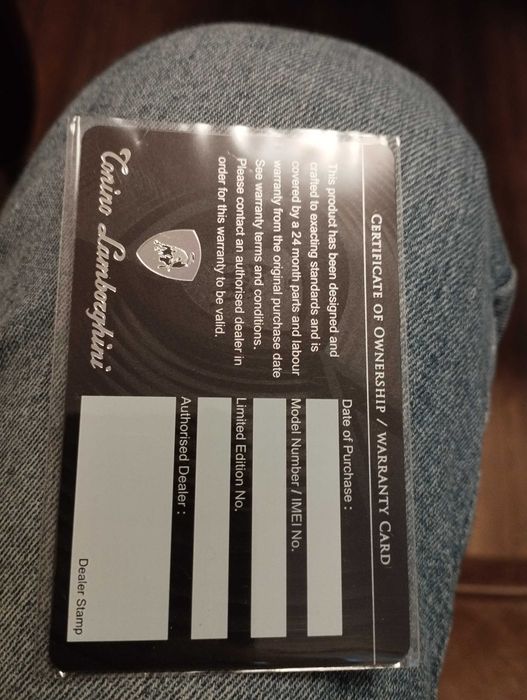 CERTIFICATE OF OWNERSHIP / WARRANTY CARD
This product has been designed and
crafted to exacting standards and is
covered by a 24 month parts and labour
warranty from the original purchase date
See warranty terms and conditions.
Please contact an authorised dealer in
order for this warranty to be valid.
Tonino Lamborghini
Date of Purchase :
Model Number / IMEI No.
Limited Edition No.
Authorised Dealer :
Dealer Stamp